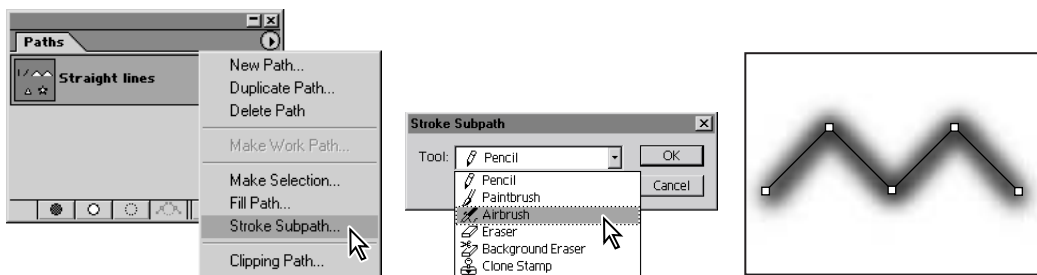 Paths
Straight lines
New Path...
Duplicate Path...
Delete Path
Make Work Path...
Make Selection...
Fill Path...
Stroke Subpath...
Clipping Path...
Stroke Subpath
Tool: Pencil
OK
Cancel
Pencil
Paintbrush
Airbrush
Eraser
Background Eraser
Clone Stamp